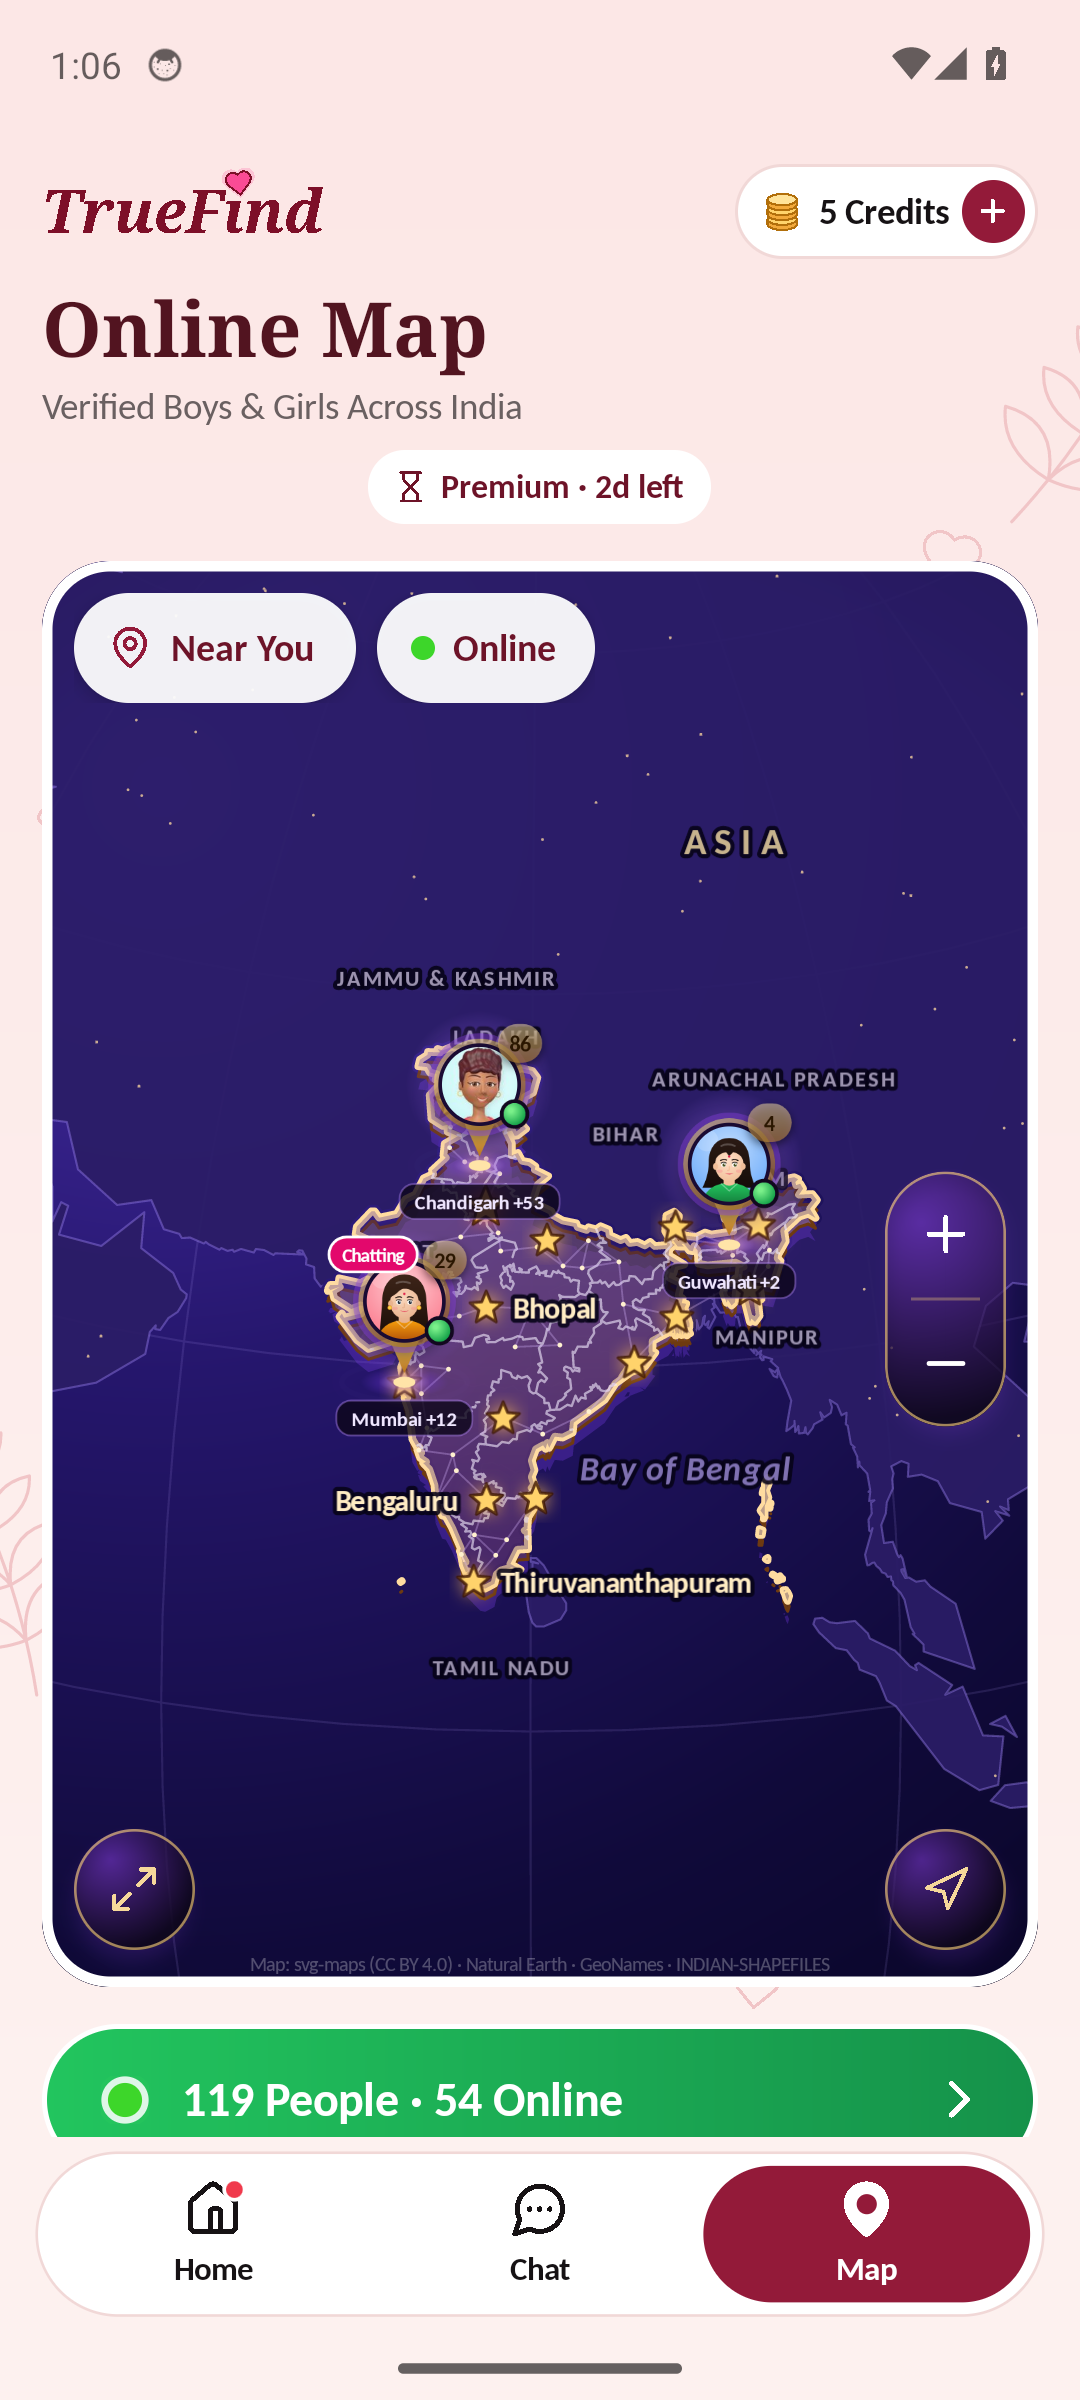 1:06
TrueFind
5 Credits
Online Map
Verified Boys & Girls Across India
Premium · 2d left
Near You
Online
ASIA
JAMMU & KASHMIR
LADAKH
86
ARUNACHAL PRADESH
4
BIHAR
Chandigarh +53
Chatting
29
Guwahati +2
Bhopal
MANIPUR
Mumbai +12
Bay of Bengal
Bengaluru
Thiruvananthapuram
TAMIL NADU
Map: svg-maps (CC BY 4.0) · Natural Earth · GeoNames · INDIAN-SHAPEFILES
119 People · 54 Online
Home
Chat
Map